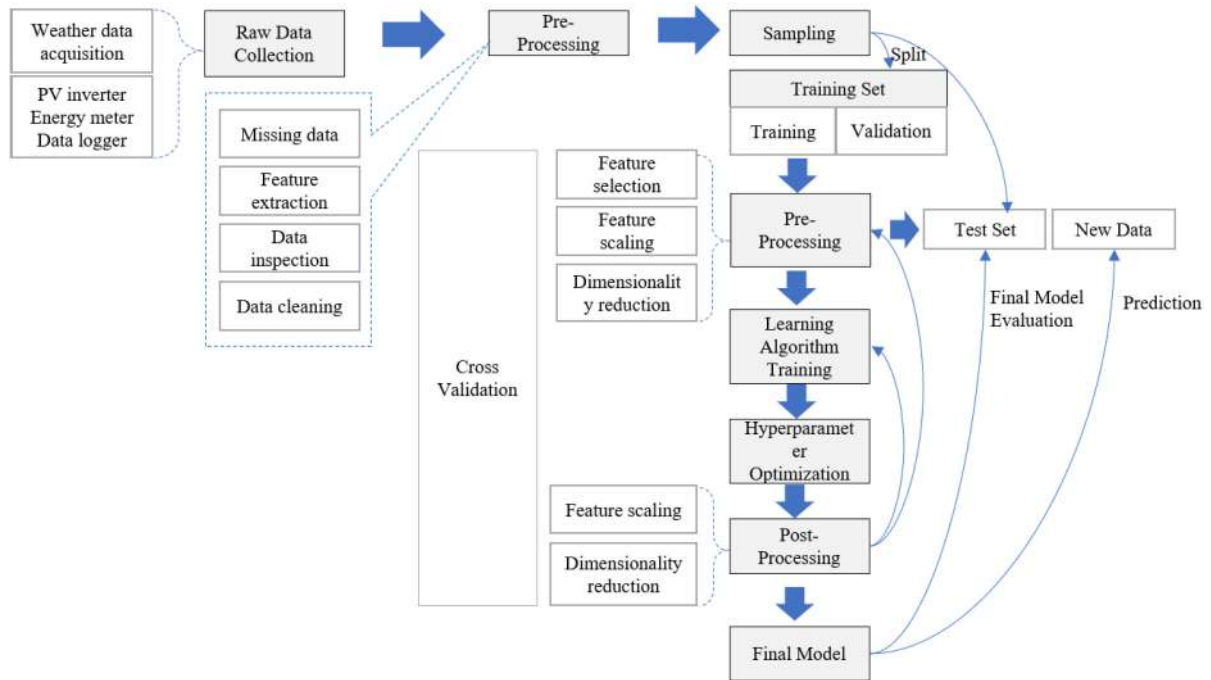 Weather data
acquisition
PV inverter
Energy meter
Data logger
Raw Data
Collection
Pre-
Processing
Sampling
Split
Training Set
Training
Validation
Missing data
Feature
extraction
Data
inspection
Data cleaning
Cross
Validation
Feature
selection
Feature
scaling
Dimensionalit
y reduction
Pre-
Processing
Test Set
New Data
Final Model
Evaluation
Prediction
Learning
Algorithm
Training
Hyperparamet
er
Optimization
Feature scaling
Dimensionality
reduction
Post-
Processing
Final Model